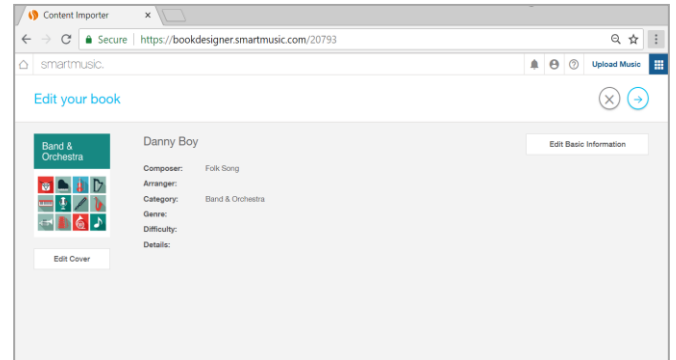 Content Importer
Secure https://bookdesigner.smartmusic.com/20793
smartmusic.
Upload Music
Edit your book
Band &
Orchestra
Danny Boy
Edit Basic Information
Composer: Folk Song
Arranger:
Category: Band & Orchestra
Genre:
Difficulty:
Details:
Edit Cover